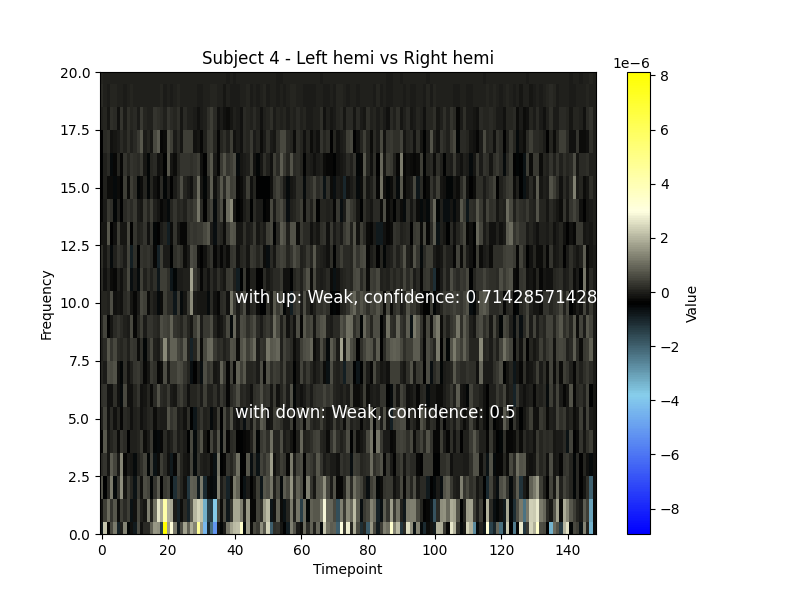 Subject 4 - Left hemi vs Right hemi
1e−6
20.0
17.5
15.0
12.5
10.0
7.5
5.0
2.5
0.0
Frequency
with up: Weak, confidence: 0.71428571428
with down: Weak, confidence: 0.5
0 20 40 60 80 100 120 140
Timepoint
8
6
4
2
0
−2
−4
−6
−8
Value